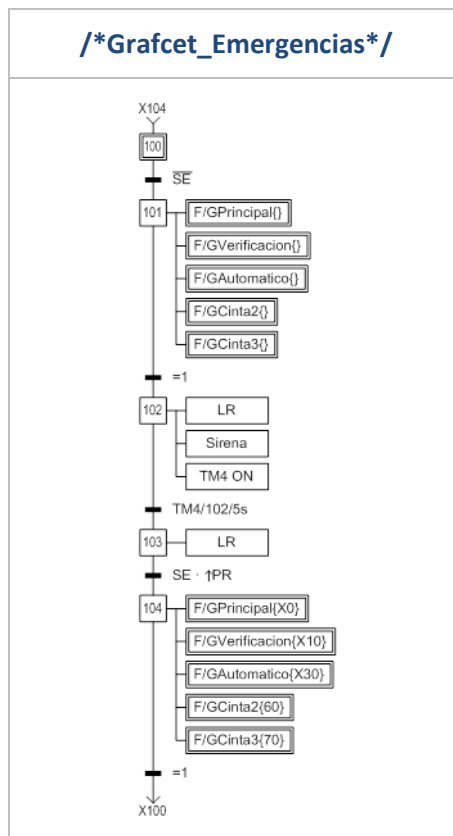 /*Grafcet_Emergencias*/
X104
100
S̅E̅
101
F/GPrincipal{}
F/GVerificacion{}
F/GAutomatico{}
F/GCinta2{}
F/GCinta3{}
=1
102
LR
Sirena
TM4 ON
TM4/102/5s
103
LR
SE · ↑PR
104
F/GPrincipal{X0}
F/GVerificacion{X10}
F/GAutomatico{X30}
F/GCinta2{60}
F/GCinta3{70}
=1
X100